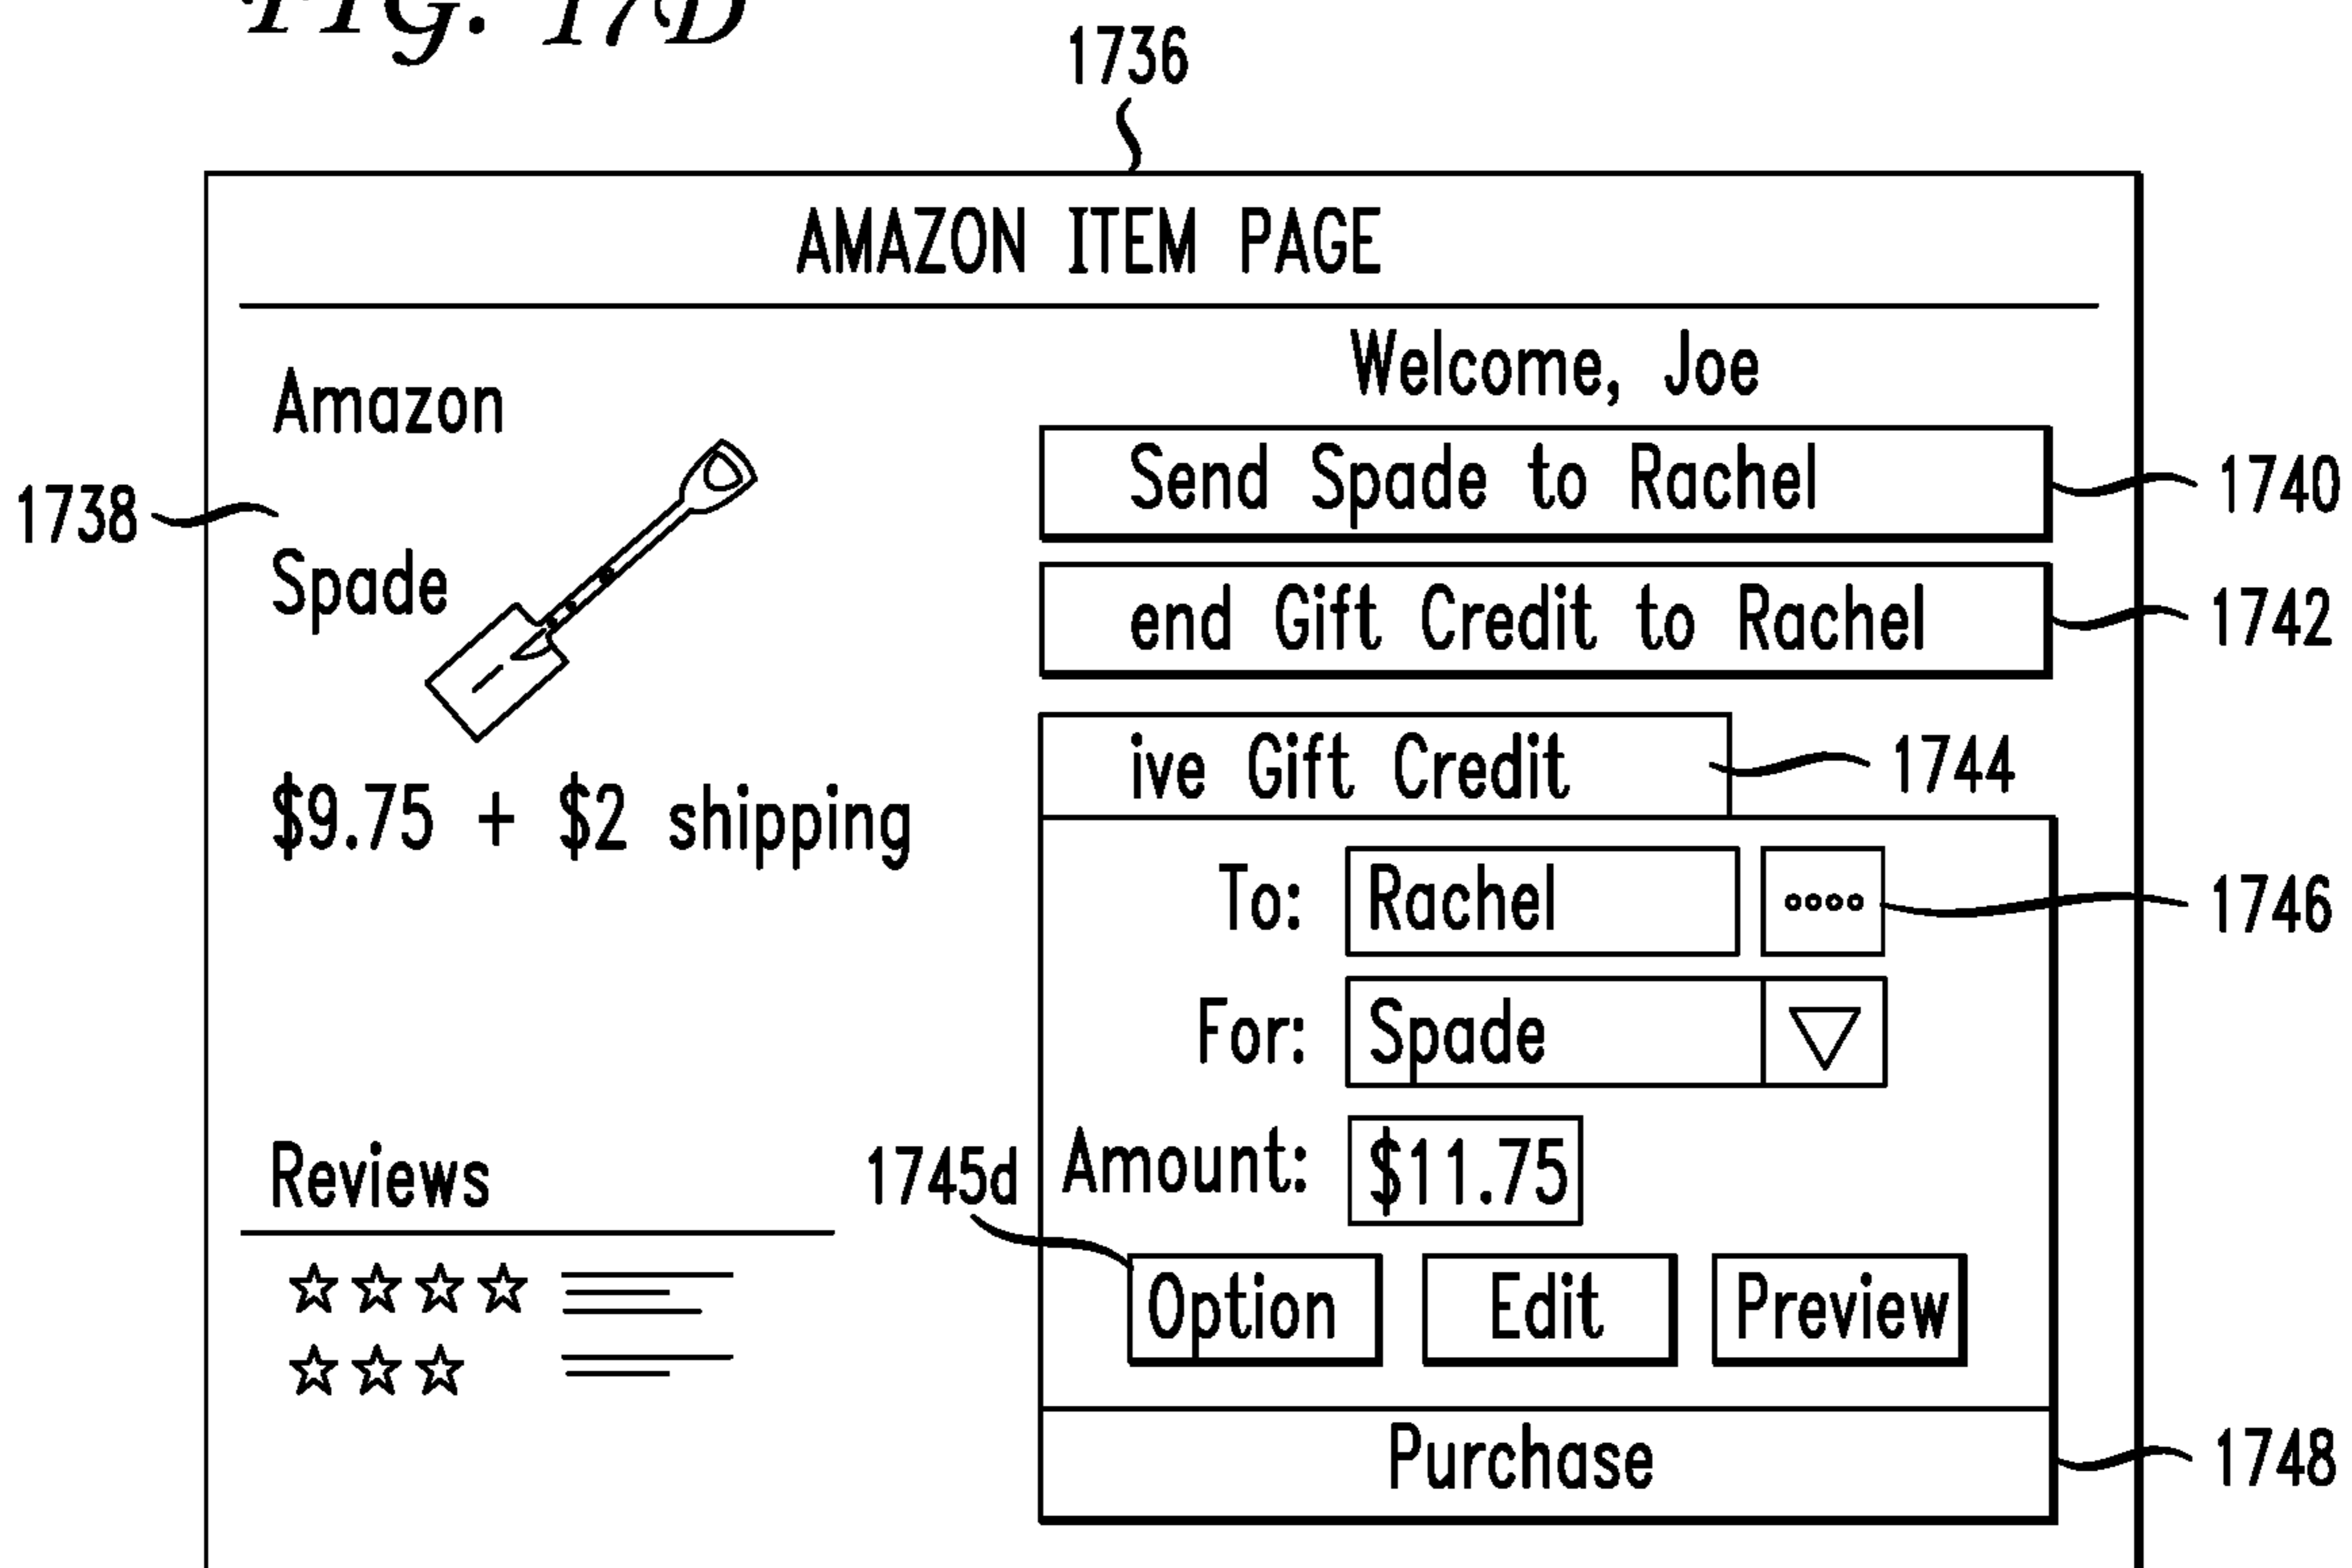 FIG. 17D
1736
AMAZON ITEM PAGE
Welcome, Joe
Amazon
1738
Spade
$9.75 + $2 shipping
Send Spade to Rachel
1740
end Gift Credit to Rachel
1742
ive Gift Credit
1744
To: Rachel
1746
For: Spade
Amount: $11.75
1745d
Option Edit Preview
Purchase
1748
Reviews